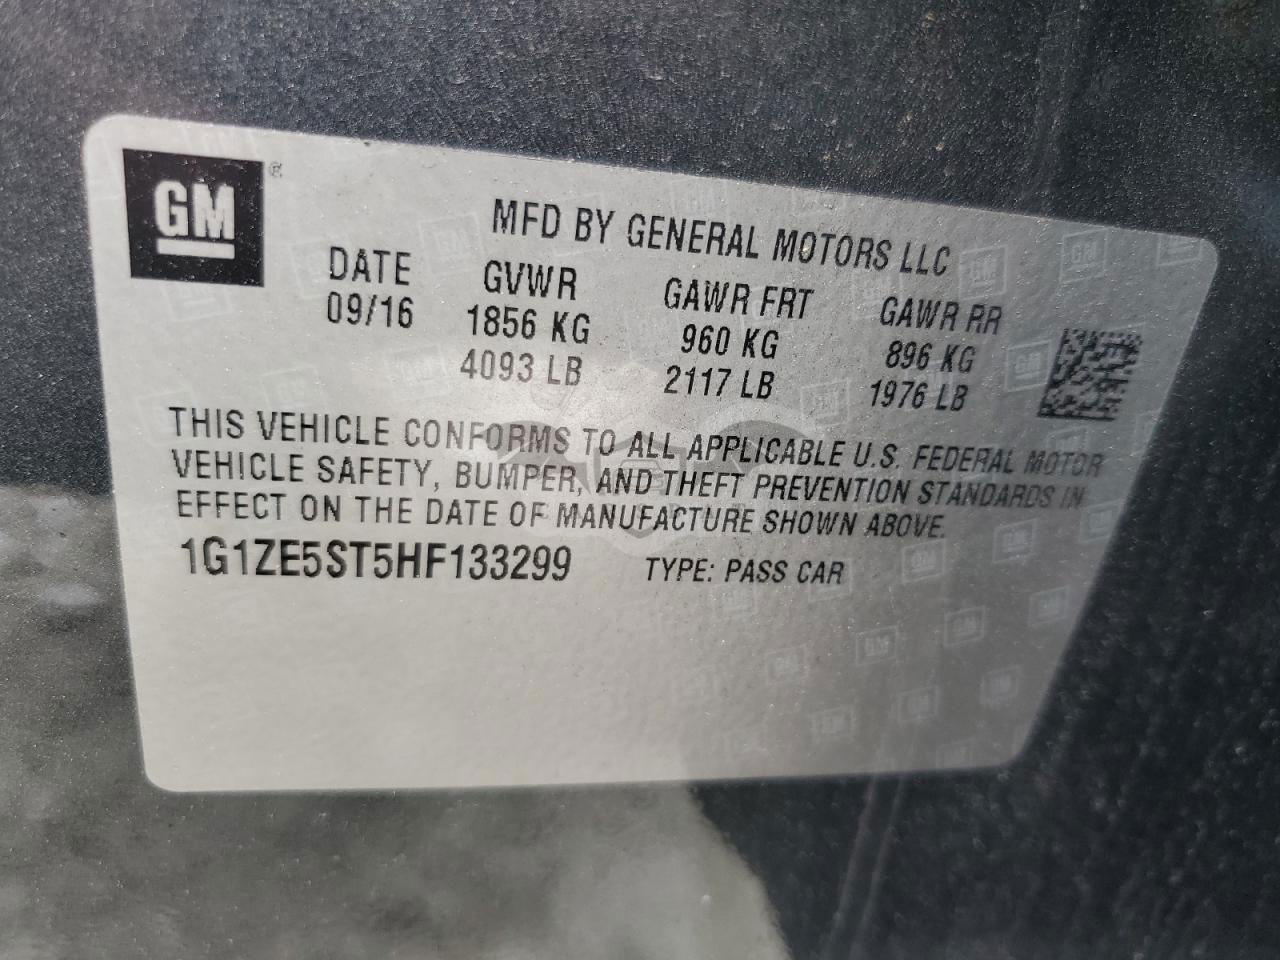 GM
MFD BY GENERAL MOTORS LLC
DATE GVWR GAWR FRT GAWR RR
09/16 1856 KG 960 KG 896 KG
4093 LB 2117 LB 1976 LB
THIS VEHICLE CONFORMS TO ALL APPLICABLE U.S. FEDERAL MOTOR
VEHICLE SAFETY, BUMPER, AND THEFT PREVENTION STANDARDS IN
EFFECT ON THE DATE OF MANUFACTURE SHOWN ABOVE.
1G1ZE5ST5HF133299 TYPE: PASS CAR